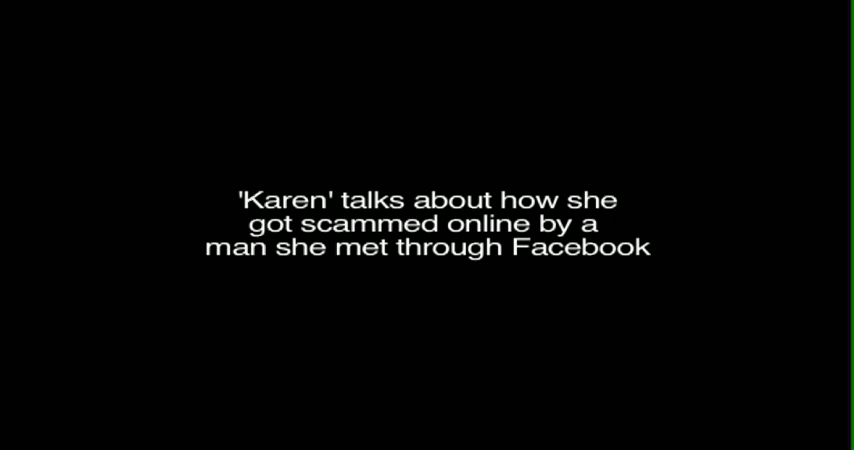 'Karen' talks about how she
got scammed online by a
man she met through Facebook